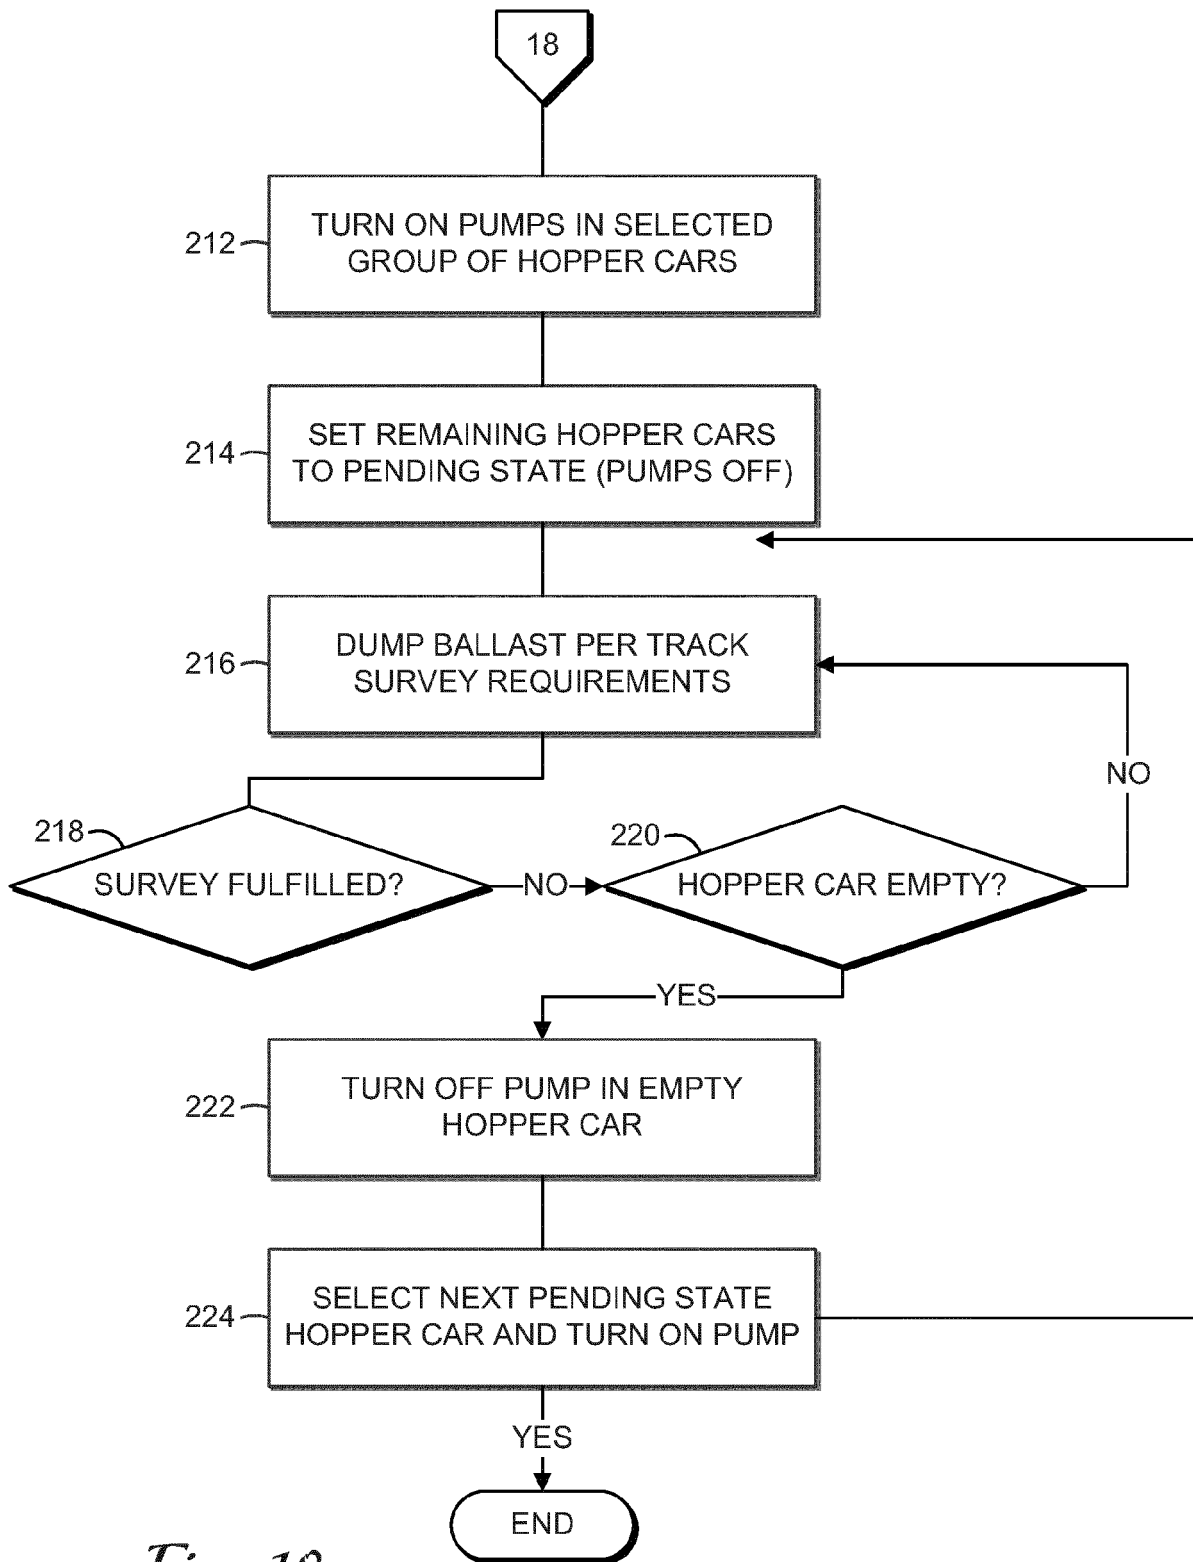 18
212
TURN ON PUMPS IN SELECTED
GROUP OF HOPPER CARS
214
SET REMAINING HOPPER CARS
TO PENDING STATE (PUMPS OFF)
216
DUMP BALLAST PER TRACK
SURVEY REQUIREMENTS
NO
218
SURVEY FULFILLED?
NO
220
HOPPER CAR EMPTY?
YES
222
TURN OFF PUMP IN EMPTY
HOPPER CAR
224
SELECT NEXT PENDING STATE
HOPPER CAR AND TURN ON PUMP
YES
END